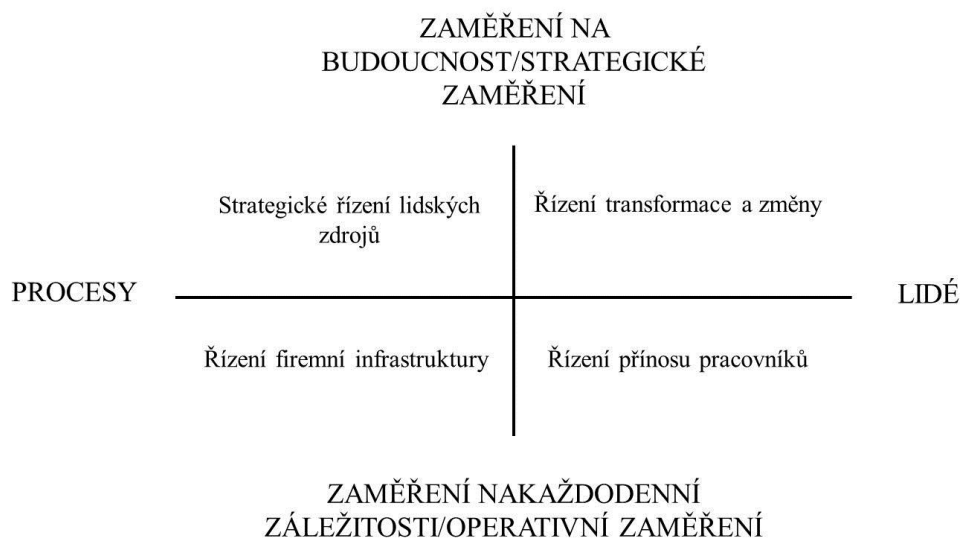 ZAMĚŘENÍ NA
BUDOUCNOST/STRATEGICKÉ
ZAMĚŘENÍ
Strategické řízení lidských
zdrojů
Řízení transformace a změny
PROCESY
LIDÉ
Řízení firemní infrastruktury
Řízení přínosu pracovníků
ZAMĚŘENÍ NAKAŽDODENNÍ
ZÁLEŽITOSTI/OPERATIVNÍ ZAMĚŘENÍ